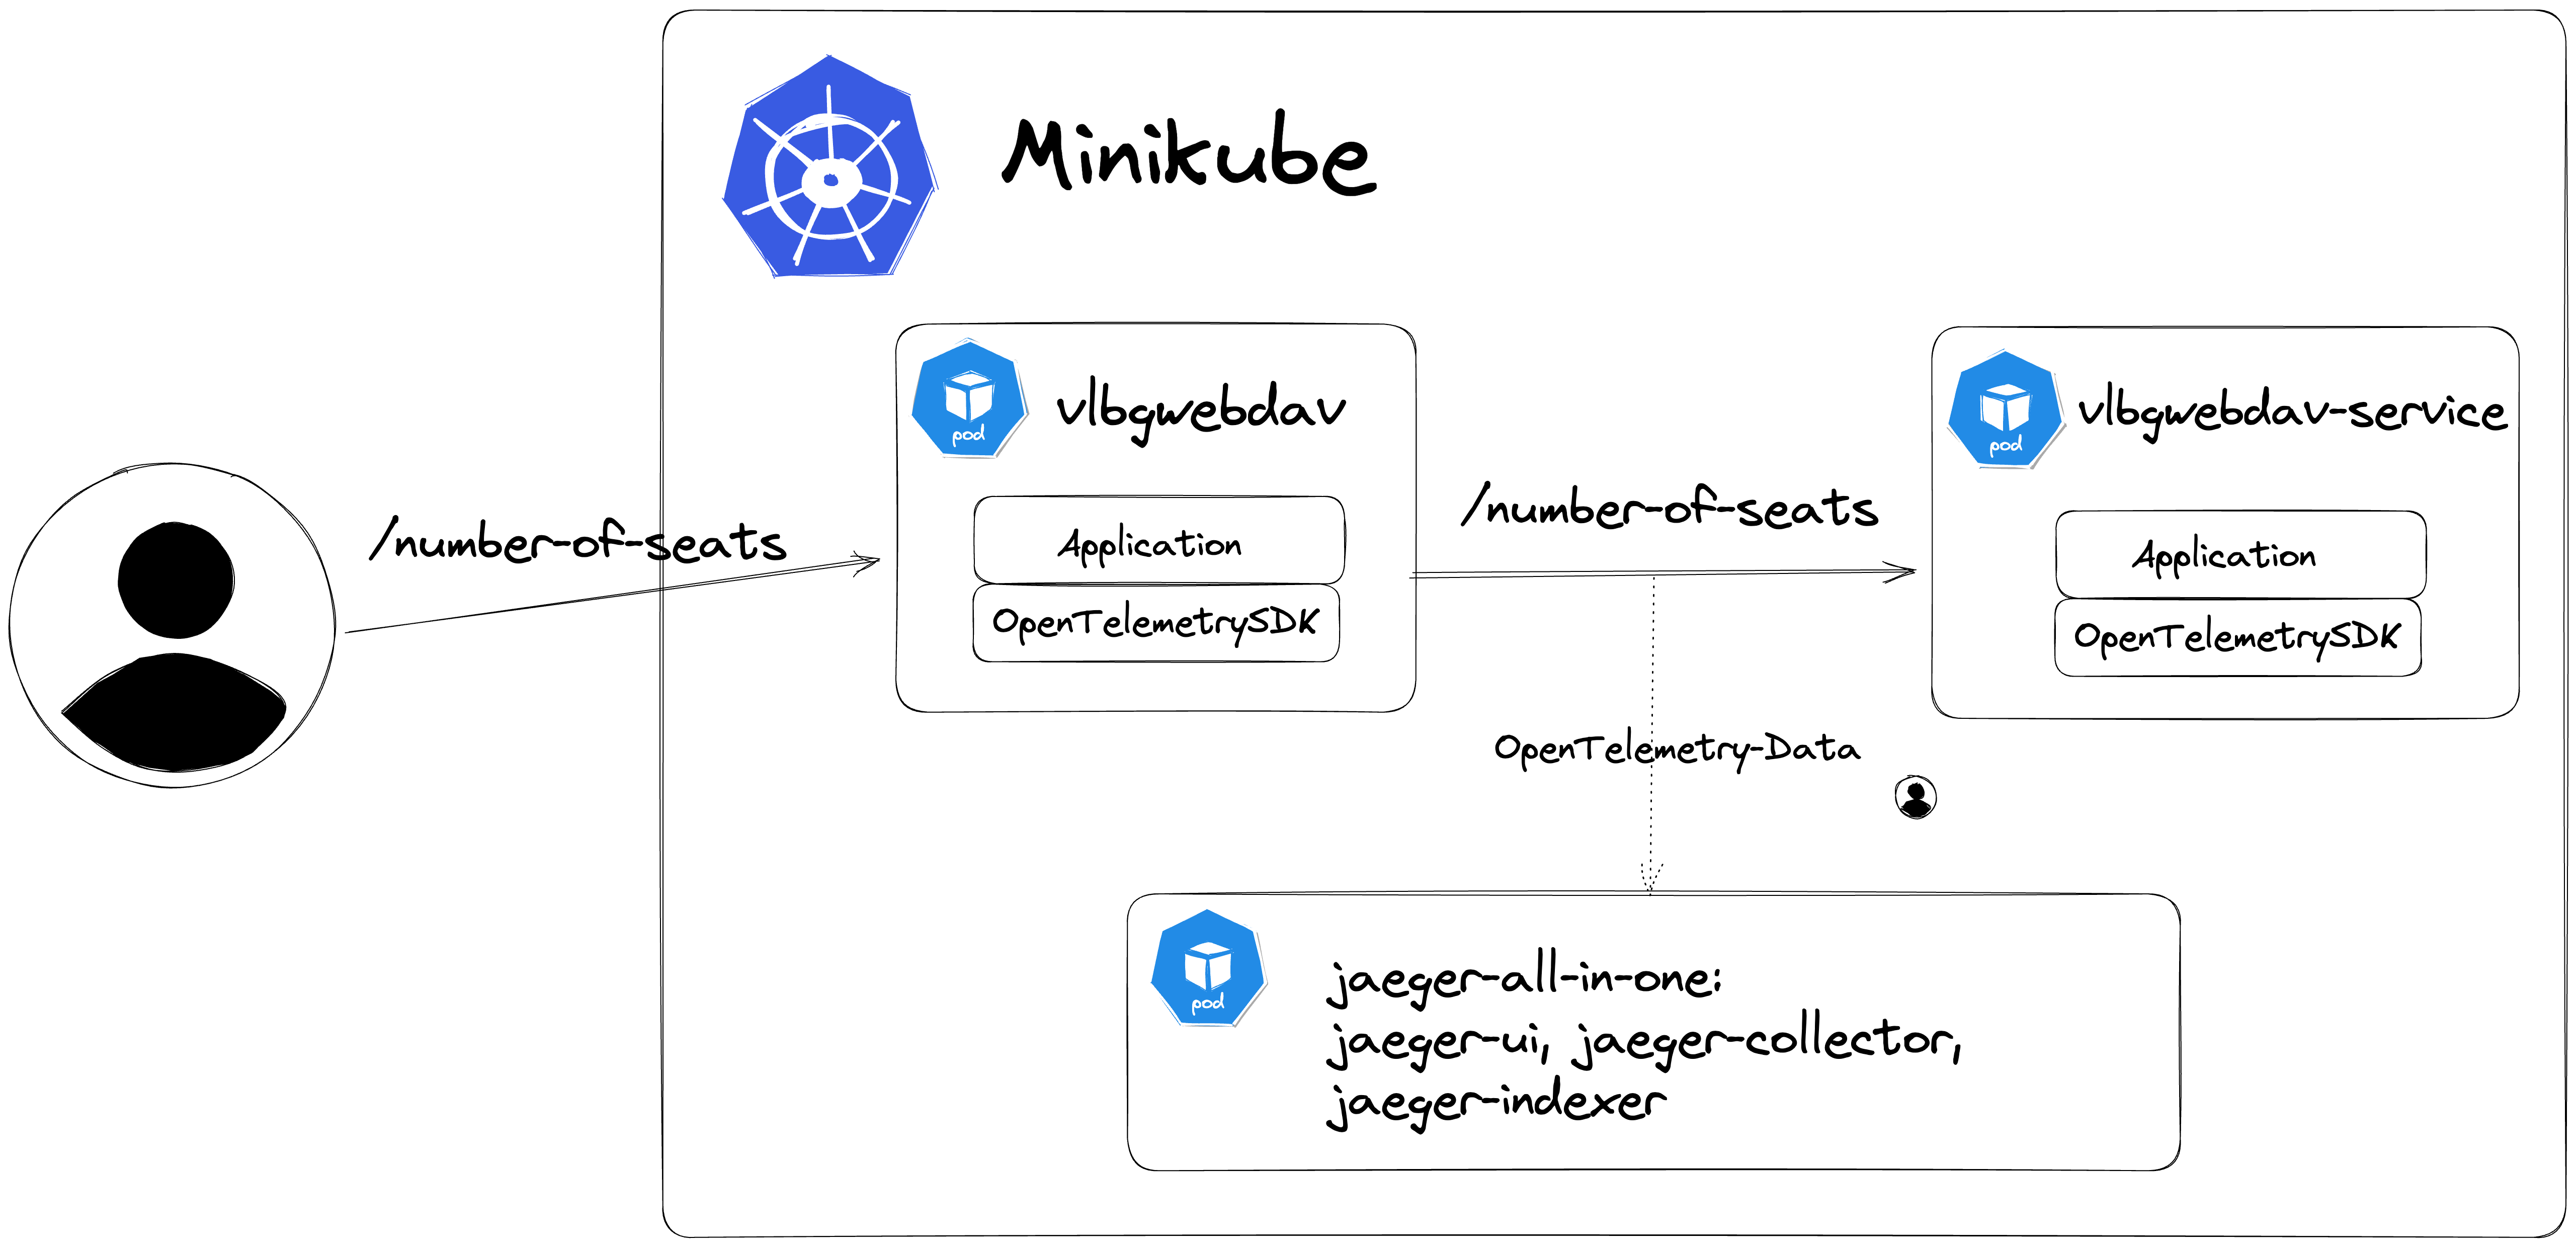 Minikube
pod
vlbgwebdav
pod
vlbgwebdav-service
/number-of-seats
/number-of-seats
Application
OpenTelemetrySDK
Application
OpenTelemetrySDK
OpenTelemetry-Data
pod
jaeger-all-in-one:
jaeger-ui, jaeger-collector,
jaeger-indexer